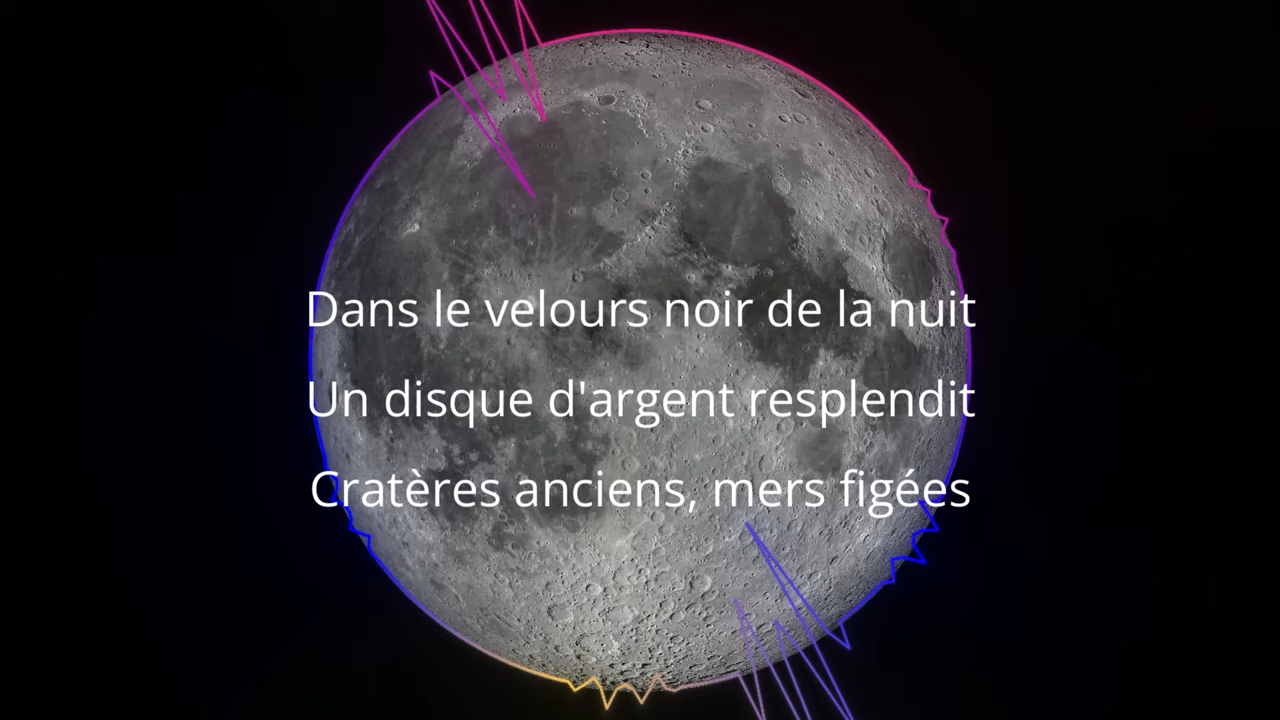 Dans le velours noir de la nuit
Un disque d'argent resplendit
Cratères anciens, mers figées